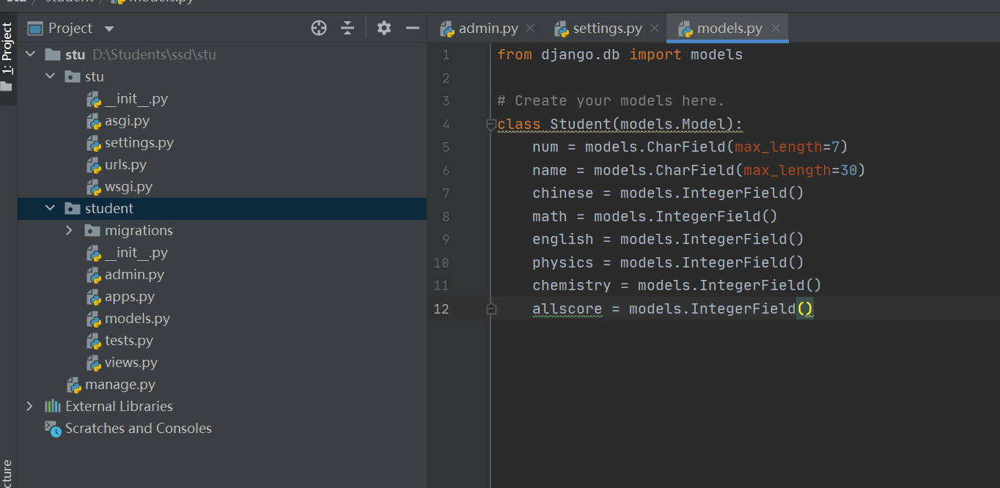 student
models.py
1: Project
Project
admin.py
settings.py
models.py
stu D:\Students\ssd\stu
stu
__init__.py
asgi.py
settings.py
urls.py
wsgi.py
student
migrations
__init__.py
admin.py
apps.py
models.py
tests.py
views.py
manage.py
External Libraries
Scratches and Consoles
1 from django.db import models
2
3 # Create your models here.
4 class Student(models.Model):
5 num = models.CharField(max_length=7)
6 name = models.CharField(max_length=30)
7 chinese = models.IntegerField()
8 math = models.IntegerField()
9 english = models.IntegerField()
10 physics = models.IntegerField()
11 chemistry = models.IntegerField()
12 allscore = models.IntegerField()